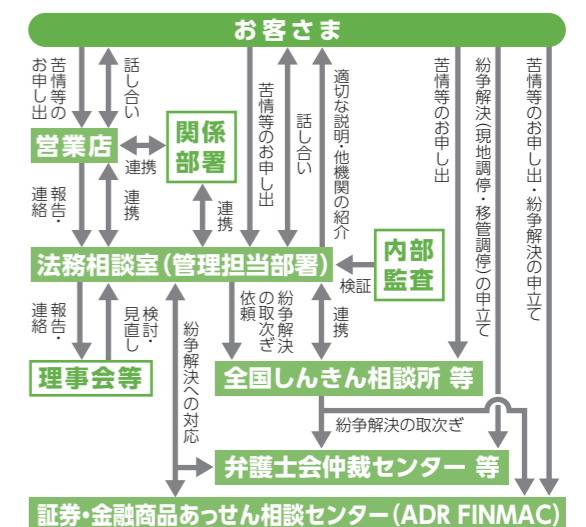 お客さま
苦情等の
お申し出
話し合い
苦情等のお申し出
話し合い
適切な説明・他機関の紹介
苦情等のお申し出
紛争解決（現地調停・移管調停）の申立て
苦情等のお申し出・紛争解決の申立て
営業店
連携
関係
部署
報告・
連絡
連携
連携
法務相談室（管理担当部署）
検証
内部
監査
報告・
連絡
検討・
見直し
紛争解決への対応
紛争解決
の取次ぎ
依頼
連携
理事会等
全国しんきん相談所 等
紛争解決の取次ぎ
弁護士会仲裁センター 等
証券・金融商品あっせん相談センター（ADR FINMAC）